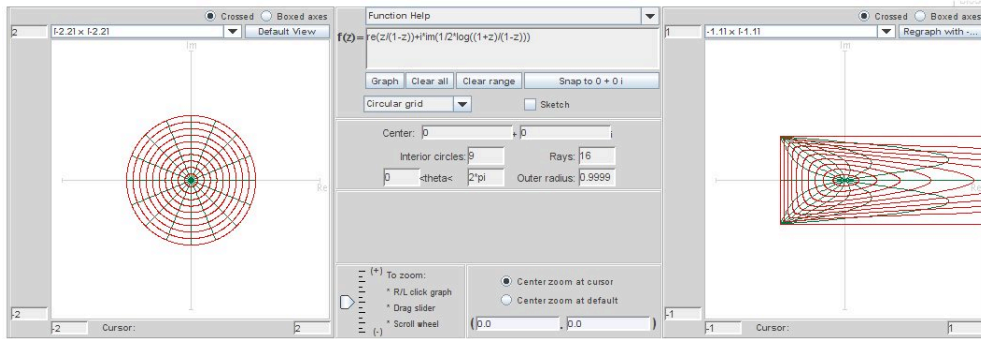 Crossed Boxed axes
2 [-2,2] x [-2,2] Default View
Im
Re
-2
-2 Cursor: 2
Function Help
f(z)= re(z/(1-z))+i*im(1/2*log((1+z)/(1-z)))
Graph Clear all Clear range Snap to 0 + 0 i
Circular grid Sketch
Center: 0 + 0 i
Interior circles: 9 Rays: 16
0 <theta< 2*pi Outer radius: 0.9999
(+) To zoom:
* R/L click graph
* Drag slider
* Scroll wheel
(-)
Center zoom at cursor
Center zoom at default
( 0.0 , 0.0 )
Crossed Boxed axes
1 -1,1] x [-1,1] Regraph with -...
Im
Re
-1
-1 Cursor: 1